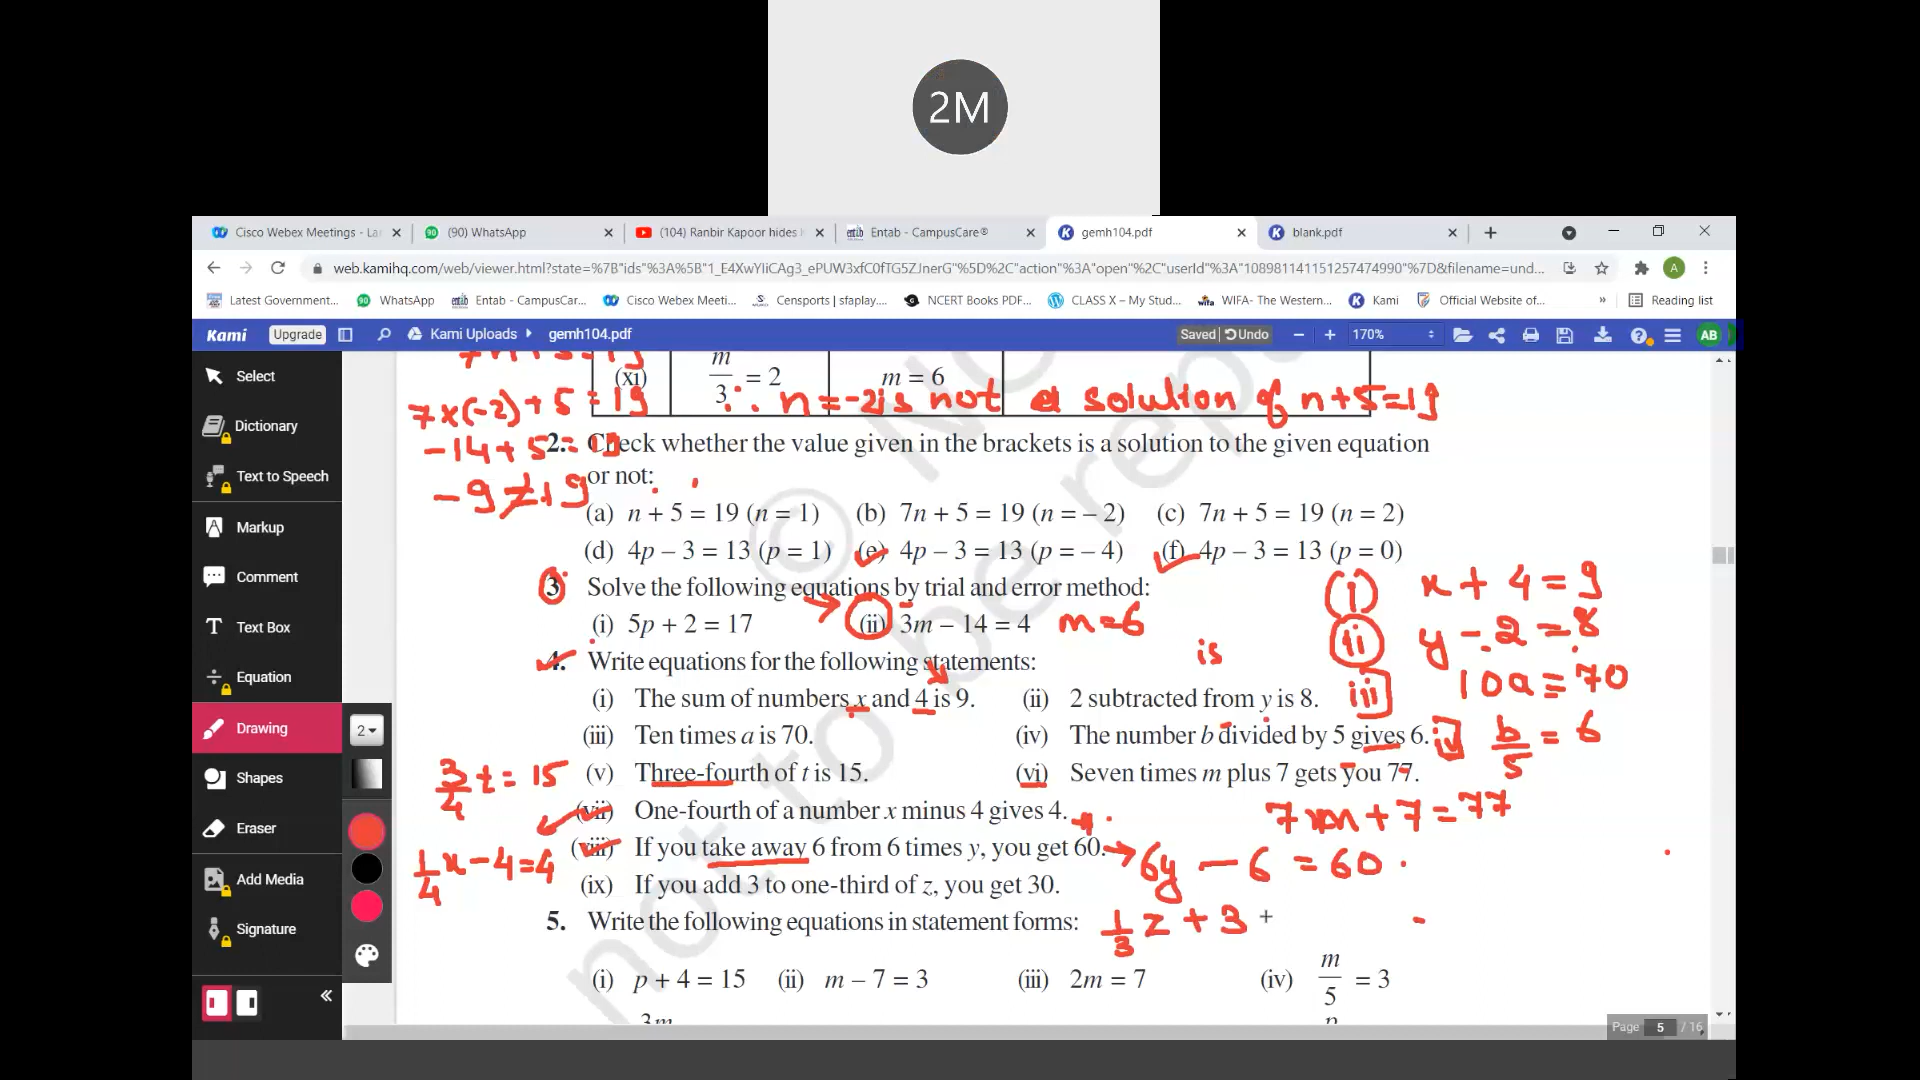 2M
Cisco Webex Meetings - La
(90) WhatsApp
(104) Ranbir Kapoor hides
Entab - CampusCare®
gemh104.pdf
blank.pdf
web.kamihq.com/web/viewer.html?state=%7B"ids"%3A%5B"1_E4XwYIiCAg3_ePUW3xfC0fTG5ZJnerG"%5D%2C"action"%3A"open"%2C"userId"%3A"108981141151257474990"%7D&filename=und...
A
Latest Government...
WhatsApp
Entab - CampusCar...
Cisco Webex Meeti...
Censports | sfaplay....
NCERT Books PDF...
CLASS X – My Stud...
WIFA- The Western...
Kami
Official Website of...
»
Reading list
Kami
Upgrade
Kami Uploads
gemh104.pdf
Saved
Undo
170%
AB
Select
Dictionary
Text to Speech
Markup
Comment
Text Box
Equation
Drawing
Shapes
Eraser
Add Media
Signature
2
(xi) m/3 = 2 m = 6
7×(-2)+5 = 19
∴ n = -2 is not a solution of n+5=19
-14+5 = 19
-9 ≠ 19
2. Check whether the value given in the brackets is a solution to the given equation
or not:
(a) n + 5 = 19 (n = 1) (b) 7n + 5 = 19 (n = – 2) (c) 7n + 5 = 19 (n = 2)
(d) 4p – 3 = 13 (p = 1) (e) 4p – 3 = 13 (p = – 4) (f) 4p – 3 = 13 (p = 0)
3. Solve the following equations by trial and error method:
(i) x + 4 = 9
(i) 5p + 2 = 17 (ii) 3m – 14 = 4 m=6
(ii) y - 2 = 8
is
4. Write equations for the following statements:
(i) The sum of numbers x and 4 is 9. (ii) 2 subtracted from y is 8.
iii 10a = 70
(iii) Ten times a is 70. (iv) The number b divided by 5 gives 6.
iv b/5 = 6
(v) Three-fourth of t is 15. (vi) Seven times m plus 7 gets you 77.
3/4 t = 15
7×m + 7 = 77
(vii) One-fourth of a number x minus 4 gives 4.
1/4 x - 4 = 4
(viii) If you take away 6 from 6 times y, you get 60.
→ 6y - 6 = 60
(ix) If you add 3 to one-third of z, you get 30.
1/3 z + 3
5. Write the following equations in statement forms:
(i) p + 4 = 15 (ii) m – 7 = 3 (iii) 2m = 7 (iv) m/5 = 3
Page 5 / 16